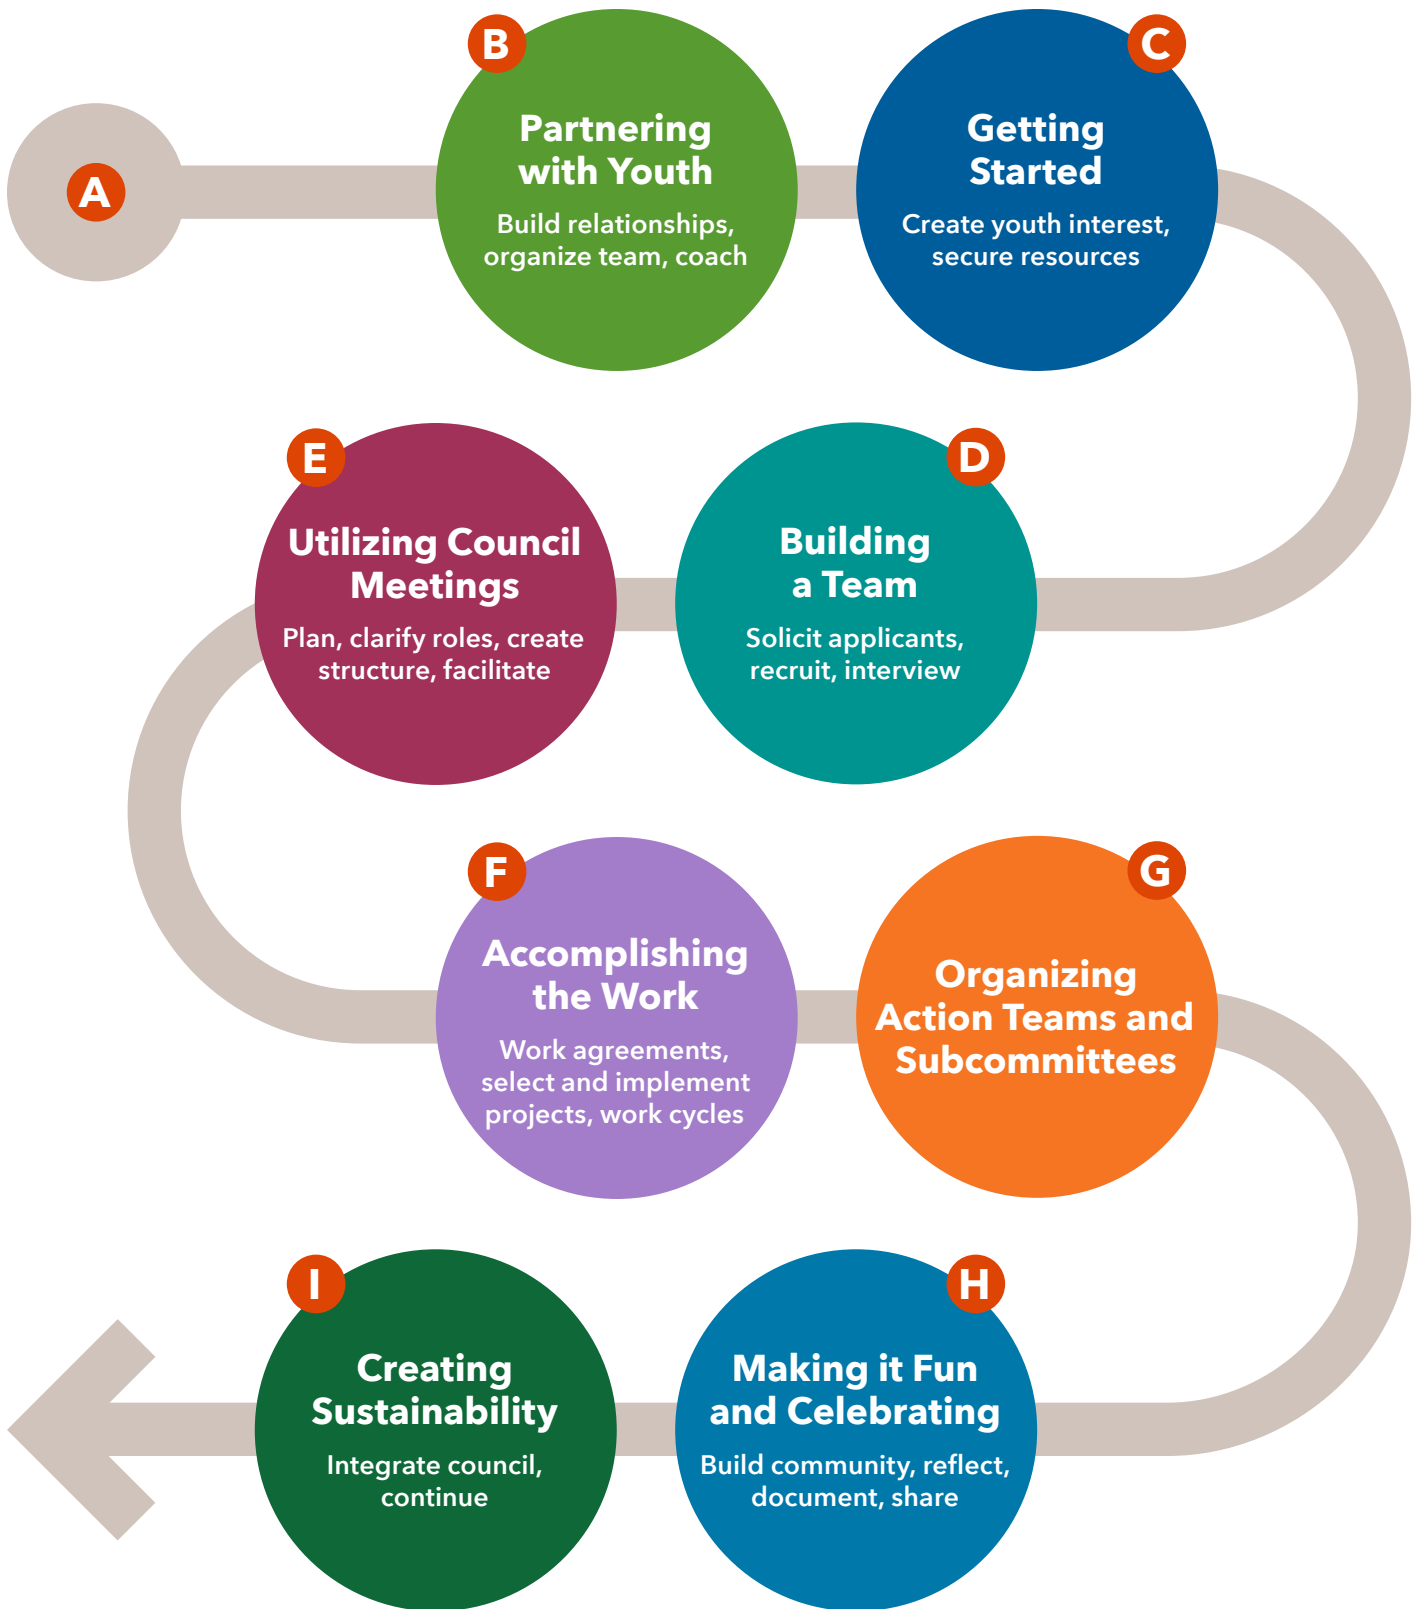 A
B
Partnering
with Youth
Build relationships,
organize team, coach
C
Getting
Started
Create youth interest,
secure resources
D
Building
a Team
Solicit applicants,
recruit, interview
E
Utilizing Council
Meetings
Plan, clarify roles, create
structure, facilitate
F
Accomplishing
the Work
Work agreements,
select and implement
projects, work cycles
G
Organizing
Action Teams and
Subcommittees
H
Making it Fun
and Celebrating
Build community, reflect,
document, share
I
Creating
Sustainability
Integrate council,
continue